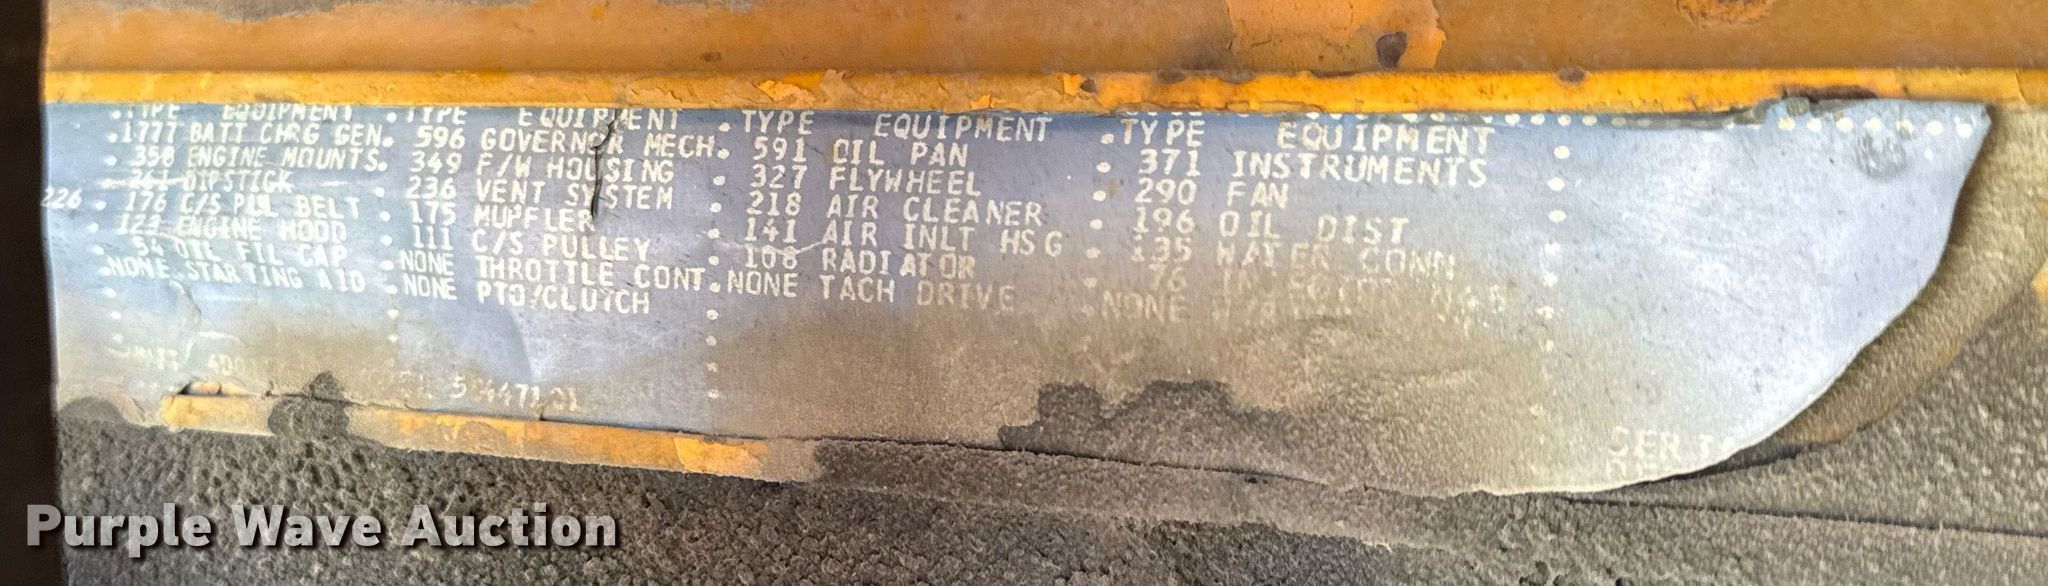 TYPE EQUIPMENT TYPE EQUIPMENT TYPE EQUIPMENT TYPE EQUIPMENT
1777 BATT CHRG GEN. 596 GOVERNOR MECH. 591 OIL PAN 371 INSTRUMENTS
350 ENGINE MOUNTS. 349 F/W HOUSING 327 FLYWHEEL 290 FAN
261 DIPSTICK 236 VENT SYSTEM 218 AIR CLEANER 196 OIL DIST
226 176 C/S PUL BELT 175 MUFFLER 141 AIR INLT HSG 135 WATER CONN
123 ENGINE HOOD 111 C/S PULLEY 108 RADIATOR 76
54 OIL FIL CAP NONE THROTTLE CONT. NONE TACH DRIVE NONE
NONE STARTING AID NONE PTO/CLUTCH
Purple Wave Auction